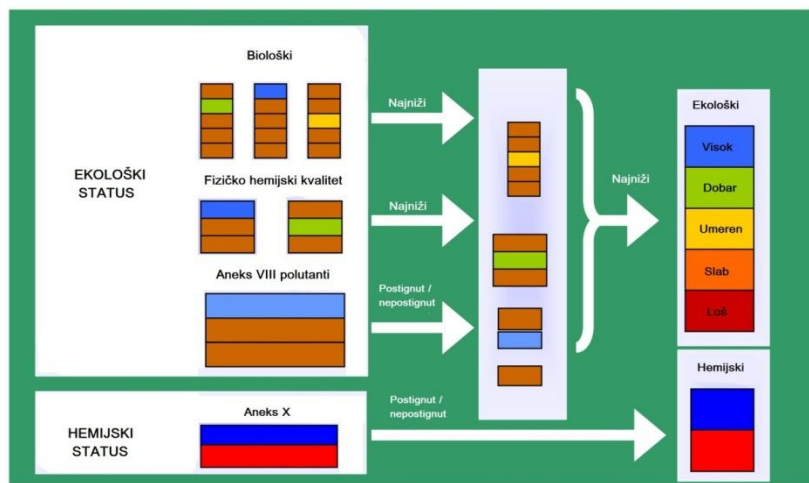 Biološki
EKOLOŠKI
STATUS
Fizičko hemijski kvalitet
Aneks VIII polutanti
Najniži
Najniži
Postignut /
nepostignut
Najniži
Ekološki
Visok
Dobar
Umeren
Slab
Loš
HEMIJSKI
STATUS
Aneks X
Postignut /
nepostignut
Hemijski